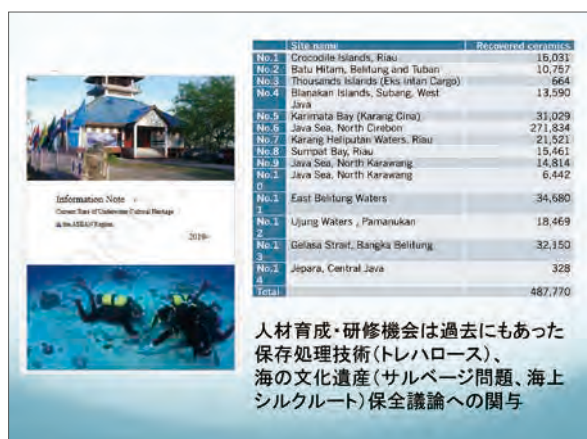 Information Note
Current State of Underwater Cultural Heritage
in the ASEAN Region
2019
Site name Recovered ceramics
No.1 Crocodile Islands, Riau 16,031
No.2 Batu Hitam, Belitung and Tuban 10,757
No.3 Thousands Islands (Eks Intan Cargo) 664
No.4 Blanakan Islands, Subang, West Java 13,590
No.5 Karimata Bay (Karang Cina) 31,029
No.6 Java Sea, North Cirebon 271,834
No.7 Karang Heliputan Waters, Riau 21,521
No.8 Sumpat Bay, Riau 15,461
No.9 Java Sea, North Karawang 14,814
No.10 Java Sea, North Karawang 6,442
No.11 East Belitung Waters 34,680
No.12 Ujung Waters , Pamanukan 18,469
No.13 Gelasa Strait, Bangka Belitung 32,150
No.14 Jepara, Central Java 328
Total 487,770
人材育成・研修機会は過去にもあった
保存処理技術(トレハロース)、
海の文化遺産(サルベージ問題、海上
シルクルート)保全議論への関与